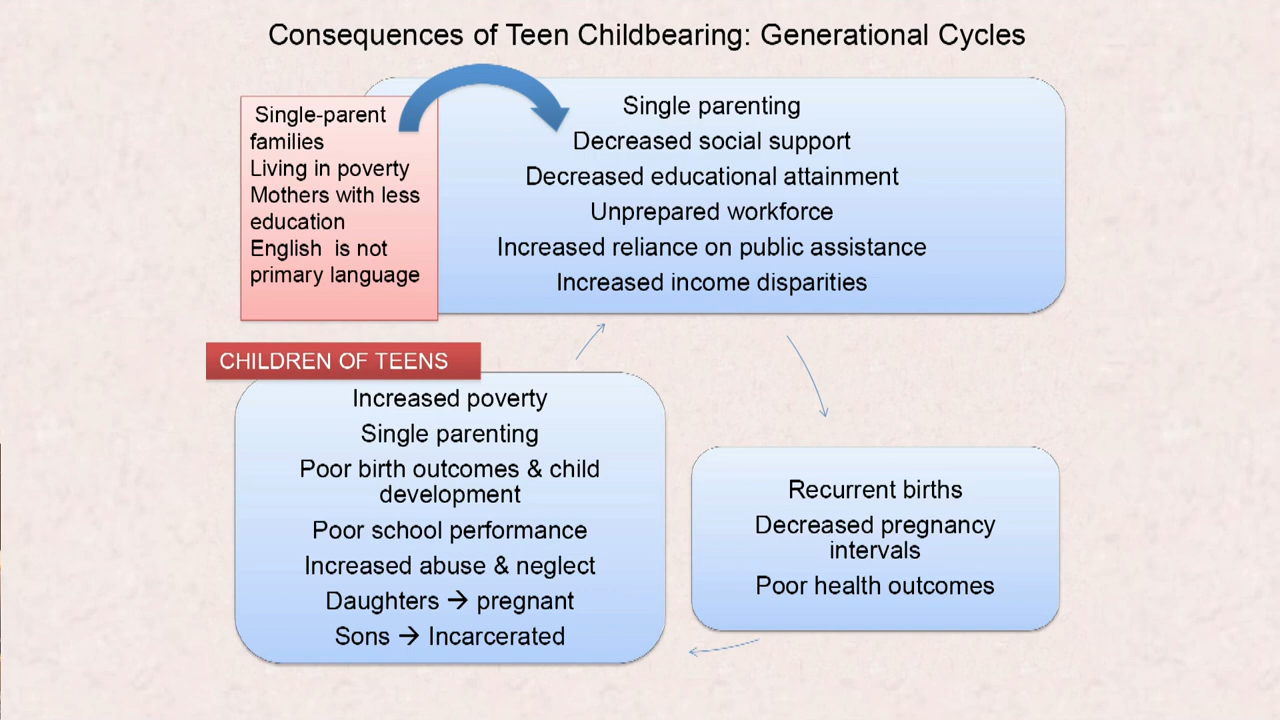 Consequences of Teen Childbearing: Generational Cycles
Single-parent
families
Living in poverty
Mothers with less
education
English is not
primary language
Single parenting
Decreased social support
Decreased educational attainment
Unprepared workforce
Increased reliance on public assistance
Increased income disparities
CHILDREN OF TEENS
Increased poverty
Single parenting
Poor birth outcomes & child
development
Poor school performance
Increased abuse & neglect
Daughters → pregnant
Sons → Incarcerated
Recurrent births
Decreased pregnancy
intervals
Poor health outcomes